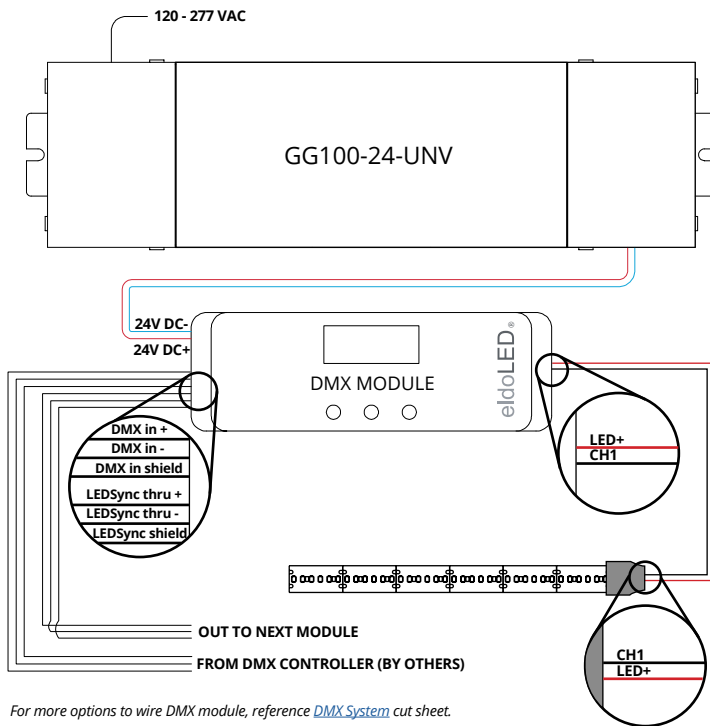 120 - 277 VAC
GG100-24-UNV
24V DC-
24V DC+
DMX MODULE
eldoLED®
DMX in +
DMX in -
DMX in shield
LEDSync thru +
LEDSync thru -
LEDSync shield
LED+
CH1
OUT TO NEXT MODULE
FROM DMX CONTROLLER (BY OTHERS)
CH1
LED+
For more options to wire DMX module, reference DMX System cut sheet.